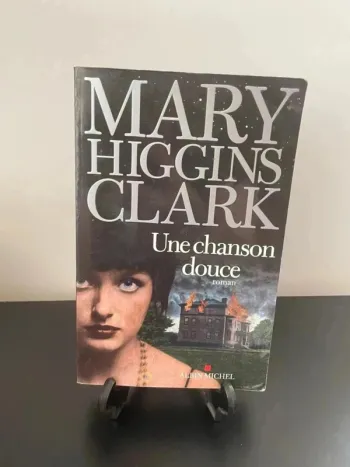 MARY
HIGGINS
CLARK
Une chanson
douce
roman
ALBIN MICHEL